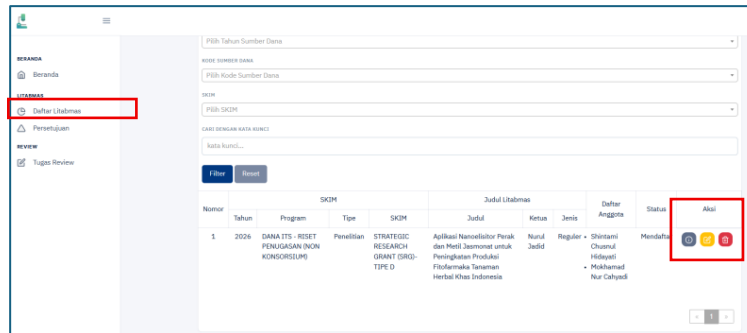 Pilih Tahun Sumber Dana
BERANDA
Beranda
LITABMAS
Daftar Litabmas
Persetujuan
REVIEW
Tugas Review
KODE SUMBER DANA
Pilih Kode Sumber Dana
SKIM
Pilih SKIM
CARI DENGAN KATA KUNCI
kata kunci...
Filter Reset
Nomor SKIM Judul Litabmas Daftar Anggota Status Aksi
Tahun Program Tipe SKIM Judul Ketua Jenis
1 2026 DANA ITS - RISET Penelitian STRATEGIC Aplikasi Nanoelisitor Perak Nurul Reguler • Shintami Mendaftar
PENUGASAN (NON RESEARCH dan Metil Jasmonat untuk Jadid Chusnul
KONSORSIUM) GRANT (SRG)- Peningkatan Produksi Hidayati
TIPE D Fitofarmaka Tanaman • Mokhamad
Herbal Khas Indonesia Nur Cahyadi
< 1 >